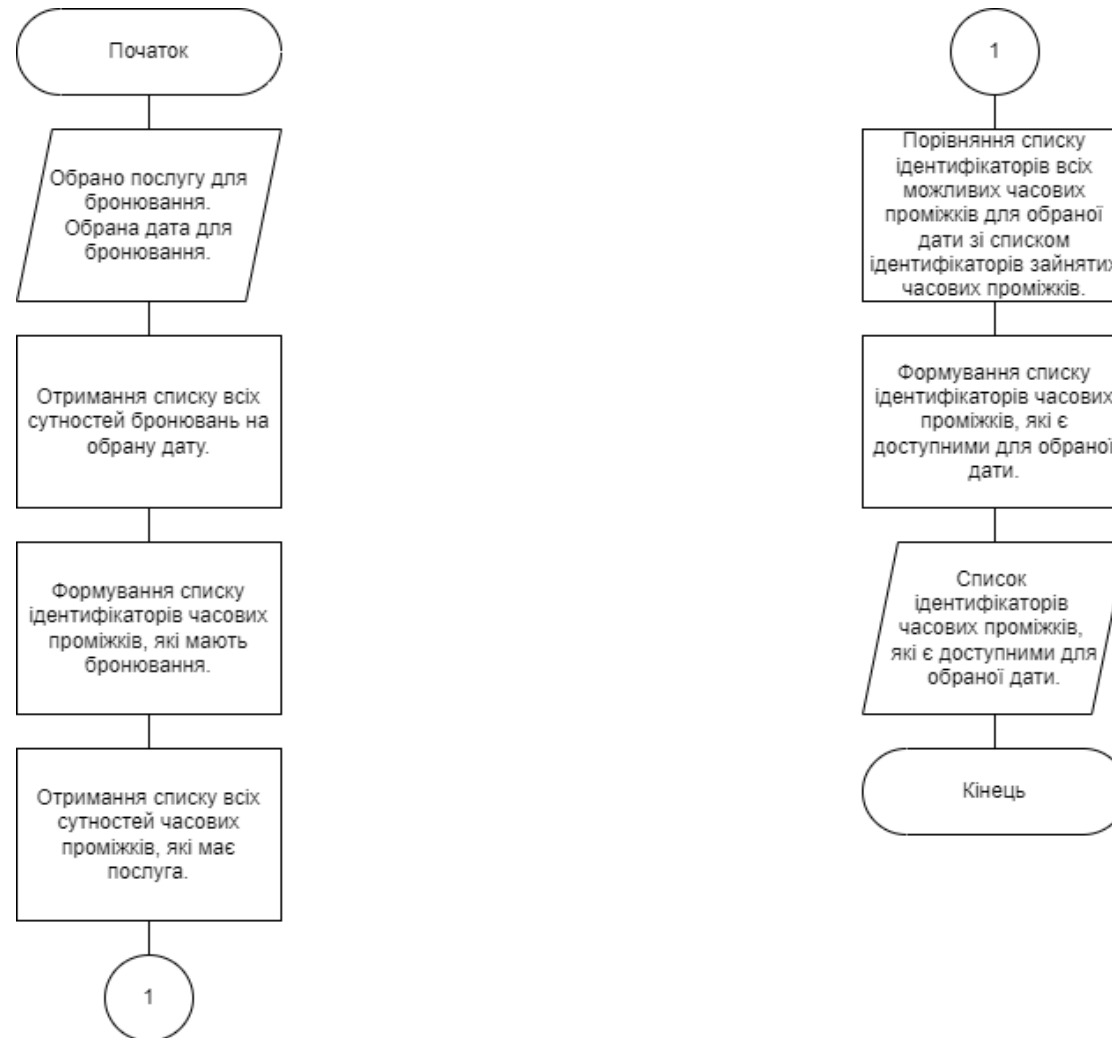 Початок
Обрано послугу для
бронювання.
Обрана дата для
бронювання.
Отримання списку всіх
сутностей бронювань на
обрану дату.
Формування списку
ідентифікаторів часових
проміжків, які мають
бронювання.
Отримання списку всіх
сутностей часових
проміжків, які має
послуга.
1
1
Порівняння списку
ідентифікаторів всіх
можливих часових
проміжків для обраної
дати зі списком
ідентифікаторів зайнятих
часових проміжків.
Формування списку
ідентифікаторів часових
проміжків, які є
доступними для обраної
дати.
Список
ідентифікаторів
часових проміжків,
які є доступними для
обраної дати.
Кінець